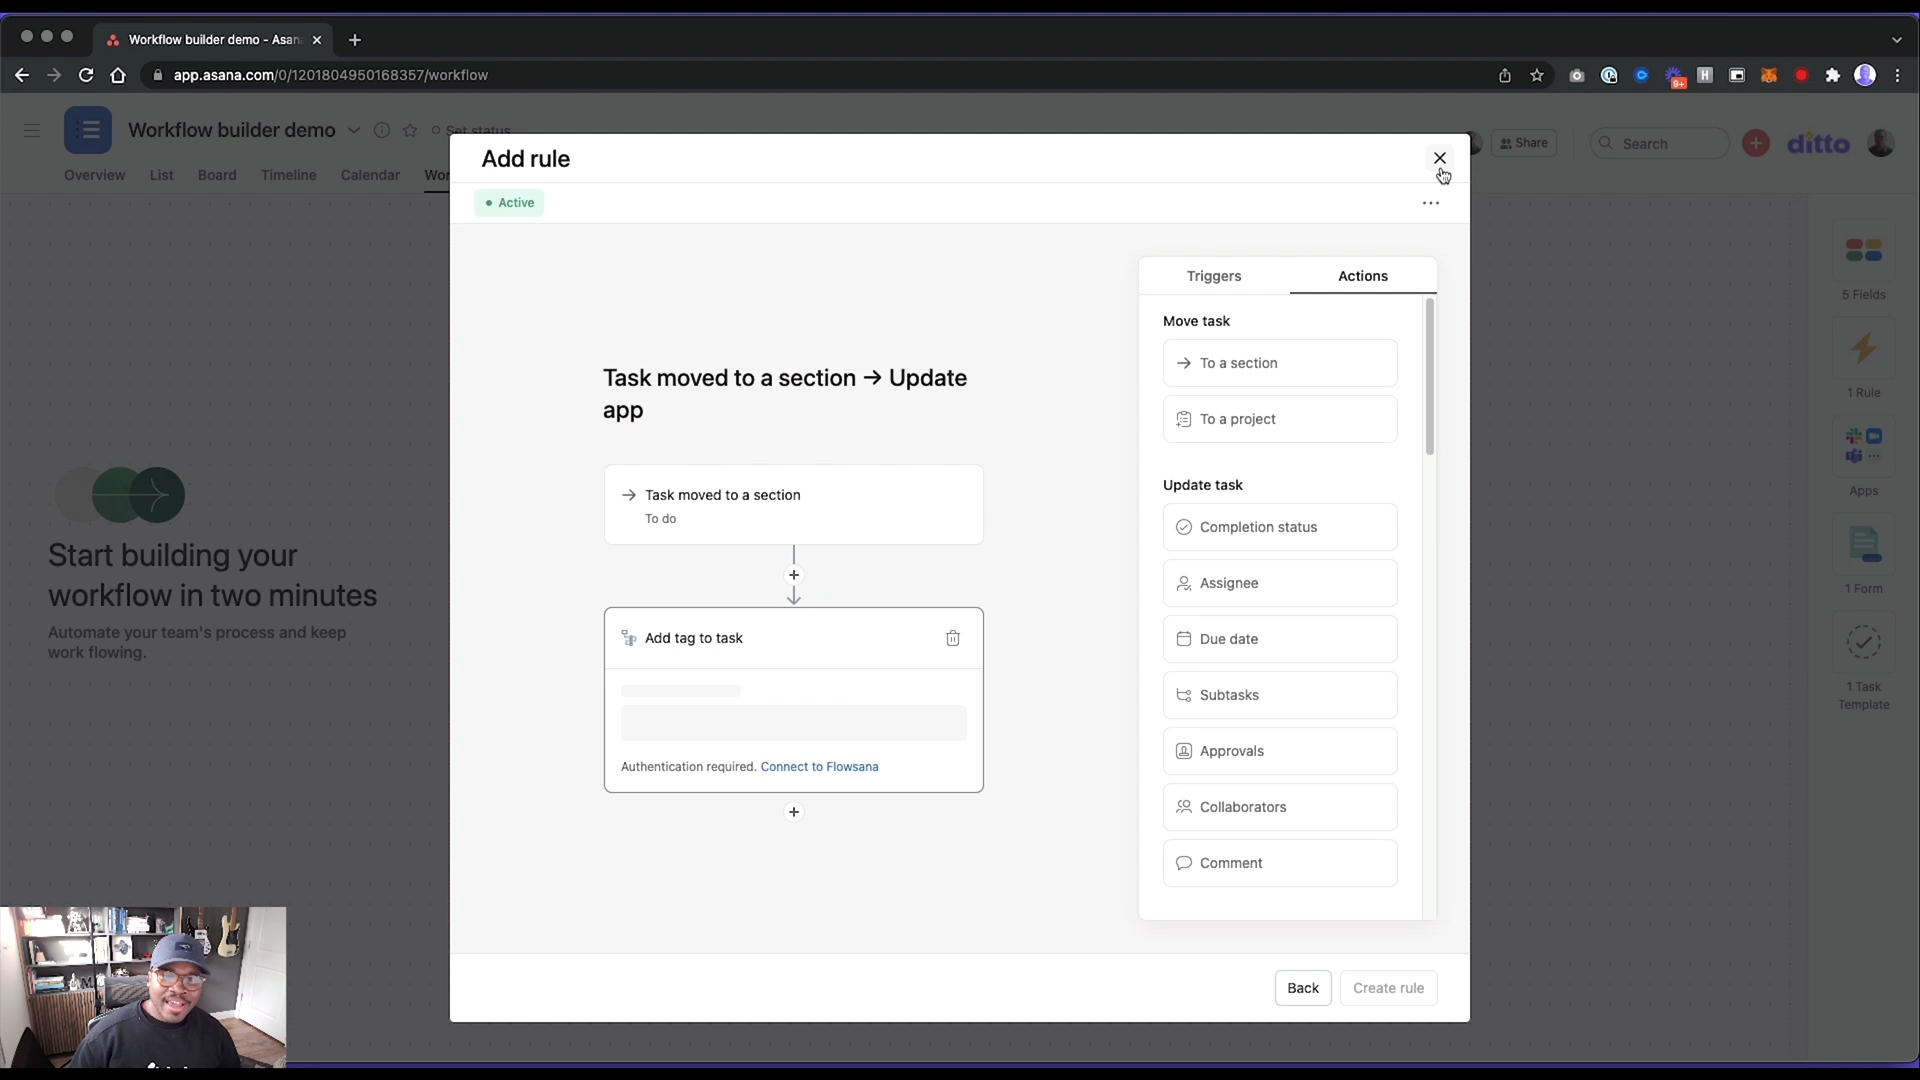 Workflow builder demo - Asan
app.asana.com/0/1201804950168357/workflow
9+
H
Workflow builder demo
Set status
Share
Search
ditto
Overview
List
Board
Timeline
Calendar
Wor
Add rule
Active
Task moved to a section → Update
app
→ Task moved to a section
To do
Add tag to task
Authentication required. Connect to Flowsana
Triggers
Actions
Move task
To a section
To a project
Update task
Completion status
Assignee
Due date
Subtasks
Approvals
Collaborators
Comment
Back
Create rule
Start building your
workflow in two minutes
Automate your team's process and keep
work flowing.
5 Fields
1 Rule
Apps
1 Form
1 Task
Template